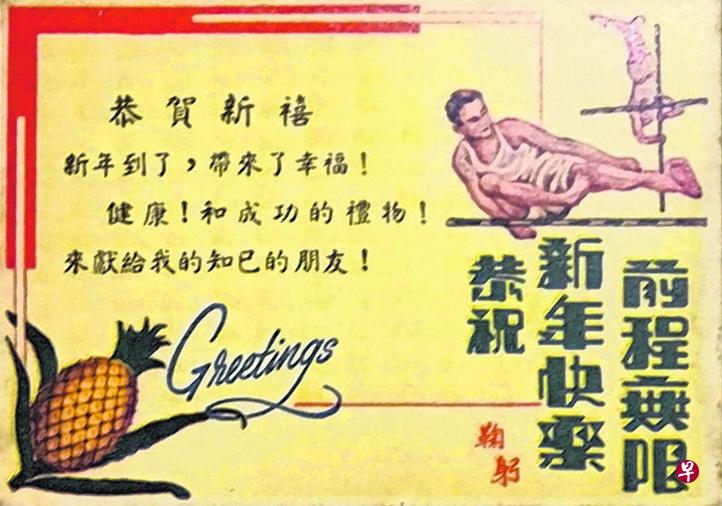 恭賀新禧
新年到了，帶來了幸福！
健康！和成功的禮物！
來獻給我的知已的朋友！
Greetings
前程無限
新年快樂
恭祝
鞠躬
早